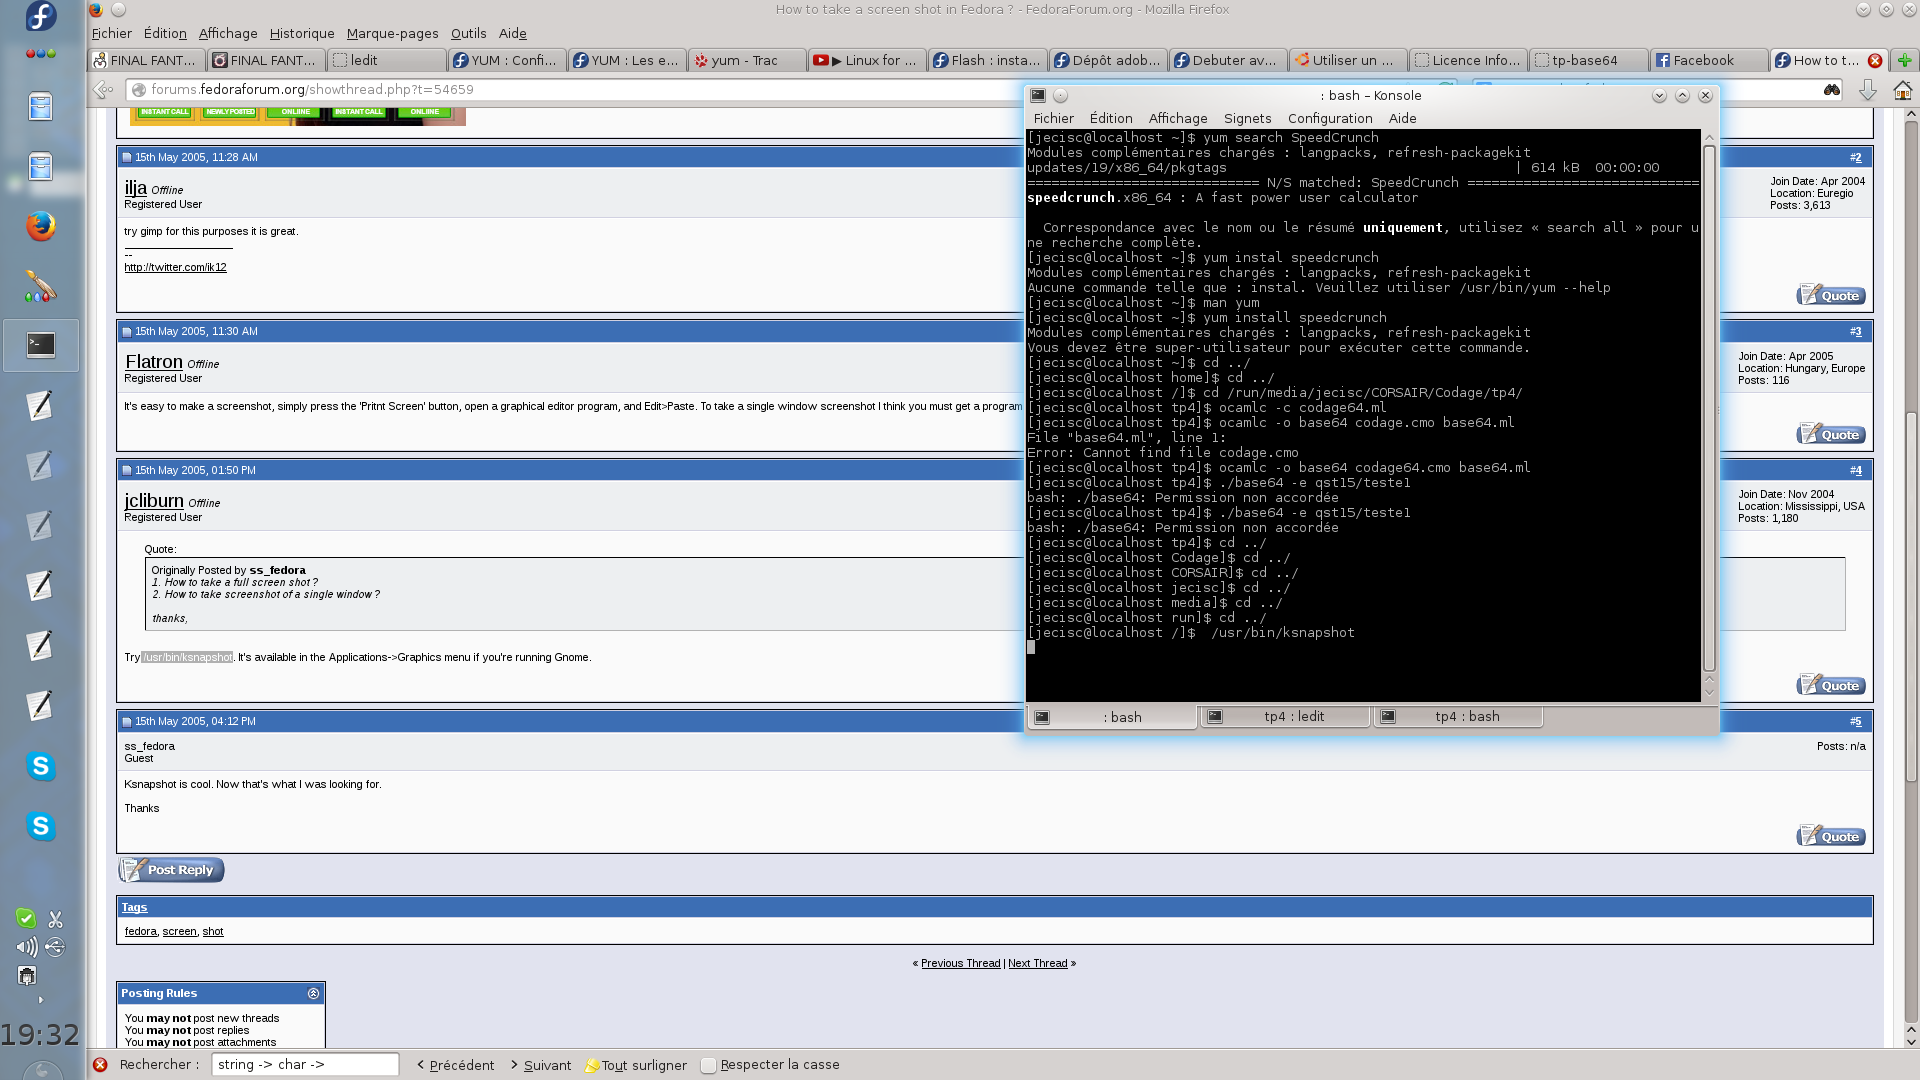 How to take a screen shot in Fedora ? - FedoraForum.org - Mozilla Firefox
Fichier Édition Affichage Historique Marque-pages Outils Aide
FINAL FANT... FINAL FANT... ledit YUM : Confi... YUM : Les e... yum - Trac ▶ Linux for ... Flash : insta... Dépôt adob... Debuter av... Utiliser un ... Licence Info... tp-base64 Facebook How to t...
forums.fedoraforum.org/showthread.php?t=54659
INSTANT CALL NEWLY POSTED ONLINE INSTANT CALL ONLINE
15th May 2005, 11:28 AM #2
ilja Offline
Registered User
Join Date: Apr 2004
Location: Euregio
Posts: 3,613
try gimp for this purposes it is great.
--
http://twitter.com/ik12
Quote
15th May 2005, 11:30 AM #3
Flatron Offline
Registered User
Join Date: Apr 2005
Location: Hungary, Europe
Posts: 116
It's easy to make a screenshot, simply press the 'Pritnt Screen' button, open a graphical editor program, and Edit>Paste. To take a single window screenshot I think you must get a program
Quote
15th May 2005, 01:50 PM #4
jcliburn Offline
Registered User
Join Date: Nov 2004
Location: Mississippi, USA
Posts: 1,180
Quote:
Originally Posted by ss_fedora
1. How to take a full screen shot ?
2. How to take screenshot of a single window ?
thanks,
Try /usr/bin/ksnapshot. It's available in the Applications->Graphics menu if you're running Gnome.
Quote
15th May 2005, 04:12 PM #5
ss_fedora
Guest
Posts: n/a
Ksnapshot is cool. Now that's what I was looking for.
Thanks
Quote
Post Reply
Tags
fedora, screen, shot
« Previous Thread | Next Thread »
Posting Rules
You may not post new threads
You may not post replies
You may not post attachments
19:32
Rechercher : string -> char -> < Précédent > Suivant Tout surligner Respecter la casse
: bash – Konsole
Fichier Édition Affichage Signets Configuration Aide
[jecisc@localhost ~]$ yum search SpeedCrunch
Modules complémentaires chargés : langpacks, refresh-packagekit
updates/19/x86_64/pkgtags | 614 kB 00:00:00
============================= N/S matched: SpeedCrunch =============================
speedcrunch.x86_64 : A fast power user calculator
Correspondance avec le nom ou le résumé uniquement, utilisez « search all » pour u
ne recherche complète.
[jecisc@localhost ~]$ yum instal speedcrunch
Modules complémentaires chargés : langpacks, refresh-packagekit
Aucune commande telle que : instal. Veuillez utiliser /usr/bin/yum --help
[jecisc@localhost ~]$ man yum
[jecisc@localhost ~]$ yum install speedcrunch
Modules complémentaires chargés : langpacks, refresh-packagekit
Vous devez être super-utilisateur pour exécuter cette commande.
[jecisc@localhost ~]$ cd ../
[jecisc@localhost home]$ cd ../
[jecisc@localhost /]$ cd /run/media/jecisc/CORSAIR/Codage/tp4/
[jecisc@localhost tp4]$ ocamlc -c codage64.ml
[jecisc@localhost tp4]$ ocamlc -o base64 codage.cmo base64.ml
File "base64.ml", line 1:
Error: Cannot find file codage.cmo
[jecisc@localhost tp4]$ ocamlc -o base64 codage64.cmo base64.ml
[jecisc@localhost tp4]$ ./base64 -e qst15/teste1
bash: ./base64: Permission non accordée
[jecisc@localhost tp4]$ ./base64 -e qst15/teste1
bash: ./base64: Permission non accordée
[jecisc@localhost tp4]$ cd ../
[jecisc@localhost Codage]$ cd ../
[jecisc@localhost CORSAIR]$ cd ../
[jecisc@localhost jecisc]$ cd ../
[jecisc@localhost media]$ cd ../
[jecisc@localhost run]$ cd ../
[jecisc@localhost /]$  /usr/bin/ksnapshot
: bash tp4 : ledit tp4 : bash